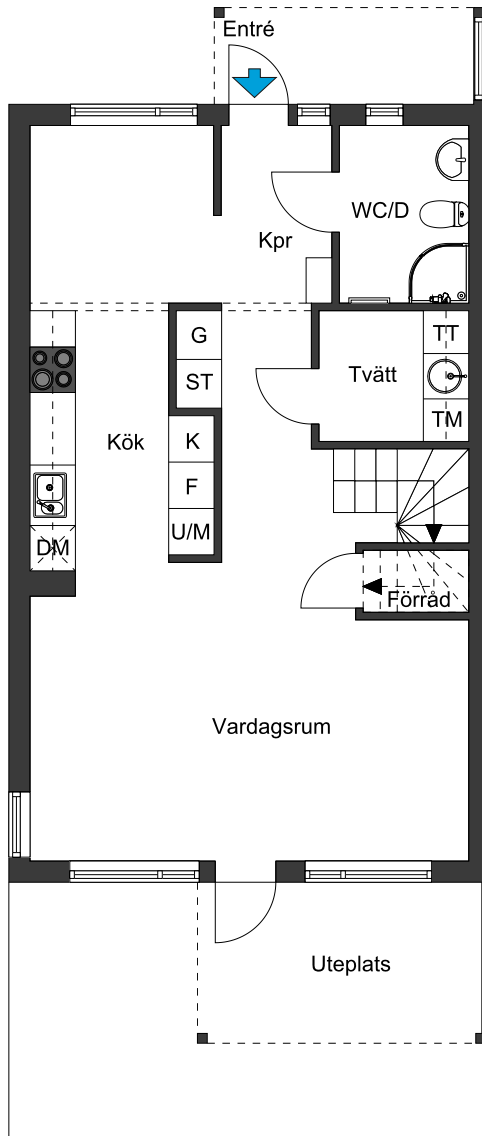 Entré
WC/D
Kpr
G
TT
ST
Tvätt
TM
Kök
K
F
U/M
DM
Förråd
Vardagsrum
Uteplats